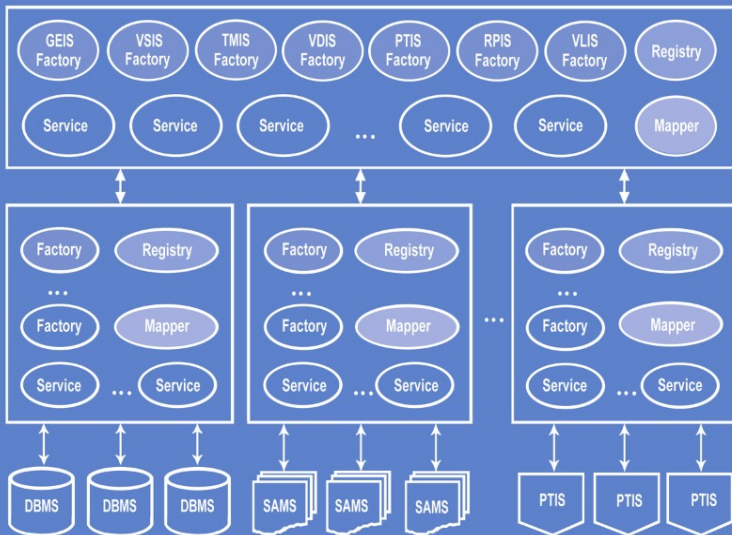 GEIS VSIS TMIS VDIS PTIS RPIS VLIS Registry
Factory Factory Factory Factory Factory Factory Factory
Service Service Service ... Service Service Mapper
Factory Registry Factory Registry Factory Registry
... ... ...
Factory Mapper Factory Mapper ... Factory Mapper
Service ... Service Service ... Service Service ... Service
DBMS DBMS DBMS SAMS SAMS SAMS PTIS PTIS PTIS